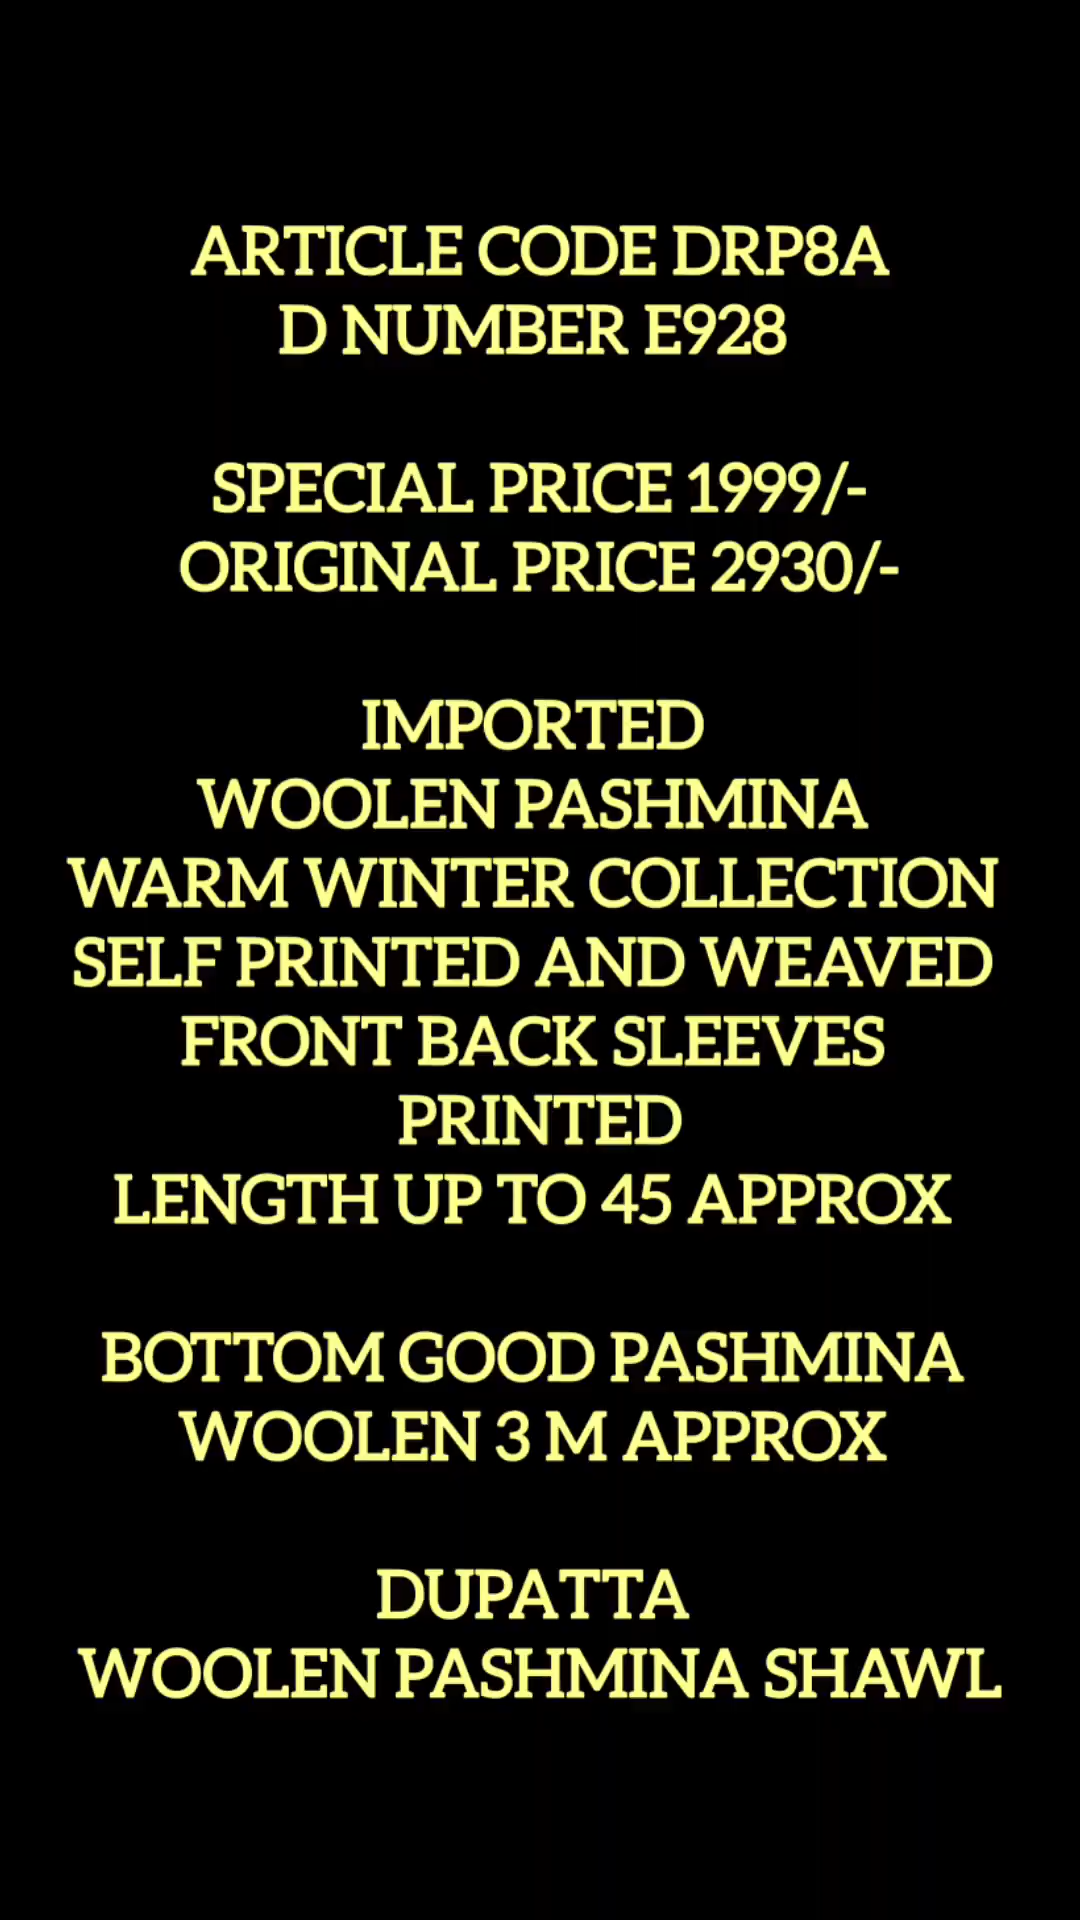 ARTICLE CODE DRP8A
D NUMBER E928
SPECIAL PRICE 1999/-
ORIGINAL PRICE 2930/-
IMPORTED
WOOLEN PASHMINA
WARM WINTER COLLECTION
SELF PRINTED AND WEAVED
FRONT BACK SLEEVES
PRINTED
LENGTH UP TO 45 APPROX
BOTTOM GOOD PASHMINA
WOOLEN 3 M APPROX
DUPATTA
WOOLEN PASHMINA SHAWL